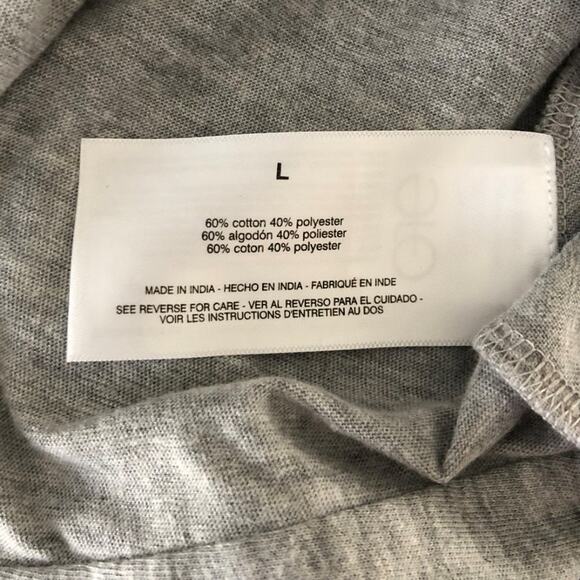 L
60% cotton 40% polyester
60% algodón 40% poliester
60% coton 40% polyester
MADE IN INDIA - HECHO EN INDIA - FABRIQUÉ EN INDE
SEE REVERSE FOR CARE - VER AL REVERSO PARA EL CUIDADO -
VOIR LES INSTRUCTIONS D'ENTRETIEN AU DOS